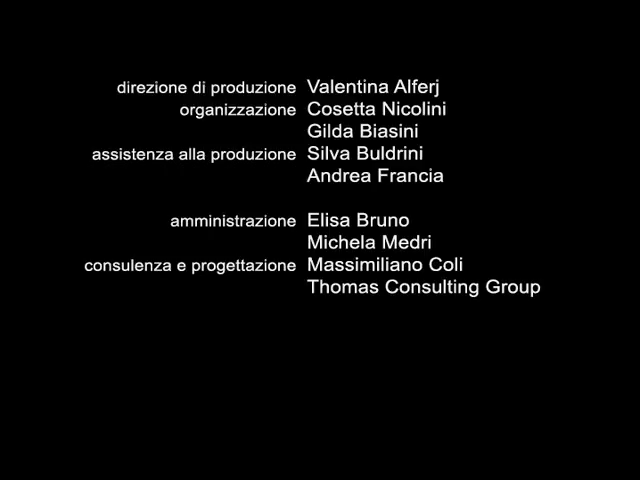 direzione di produzione Valentina Alferj
organizzazione Cosetta Nicolini
Gilda Biasini
assistenza alla produzione Silva Buldrini
Andrea Francia
amministrazione Elisa Bruno
Michela Medri
consulenza e progettazione Massimiliano Coli
Thomas Consulting Group